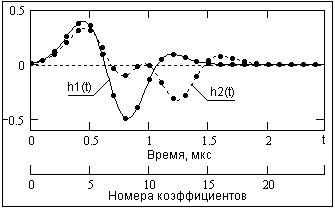 0.5
0
−0.5
h1(t)
h2(t)
0 0.5 1 1.5 2 t
Время, мкс
0 5 10 15 20
Номера коэффициентов